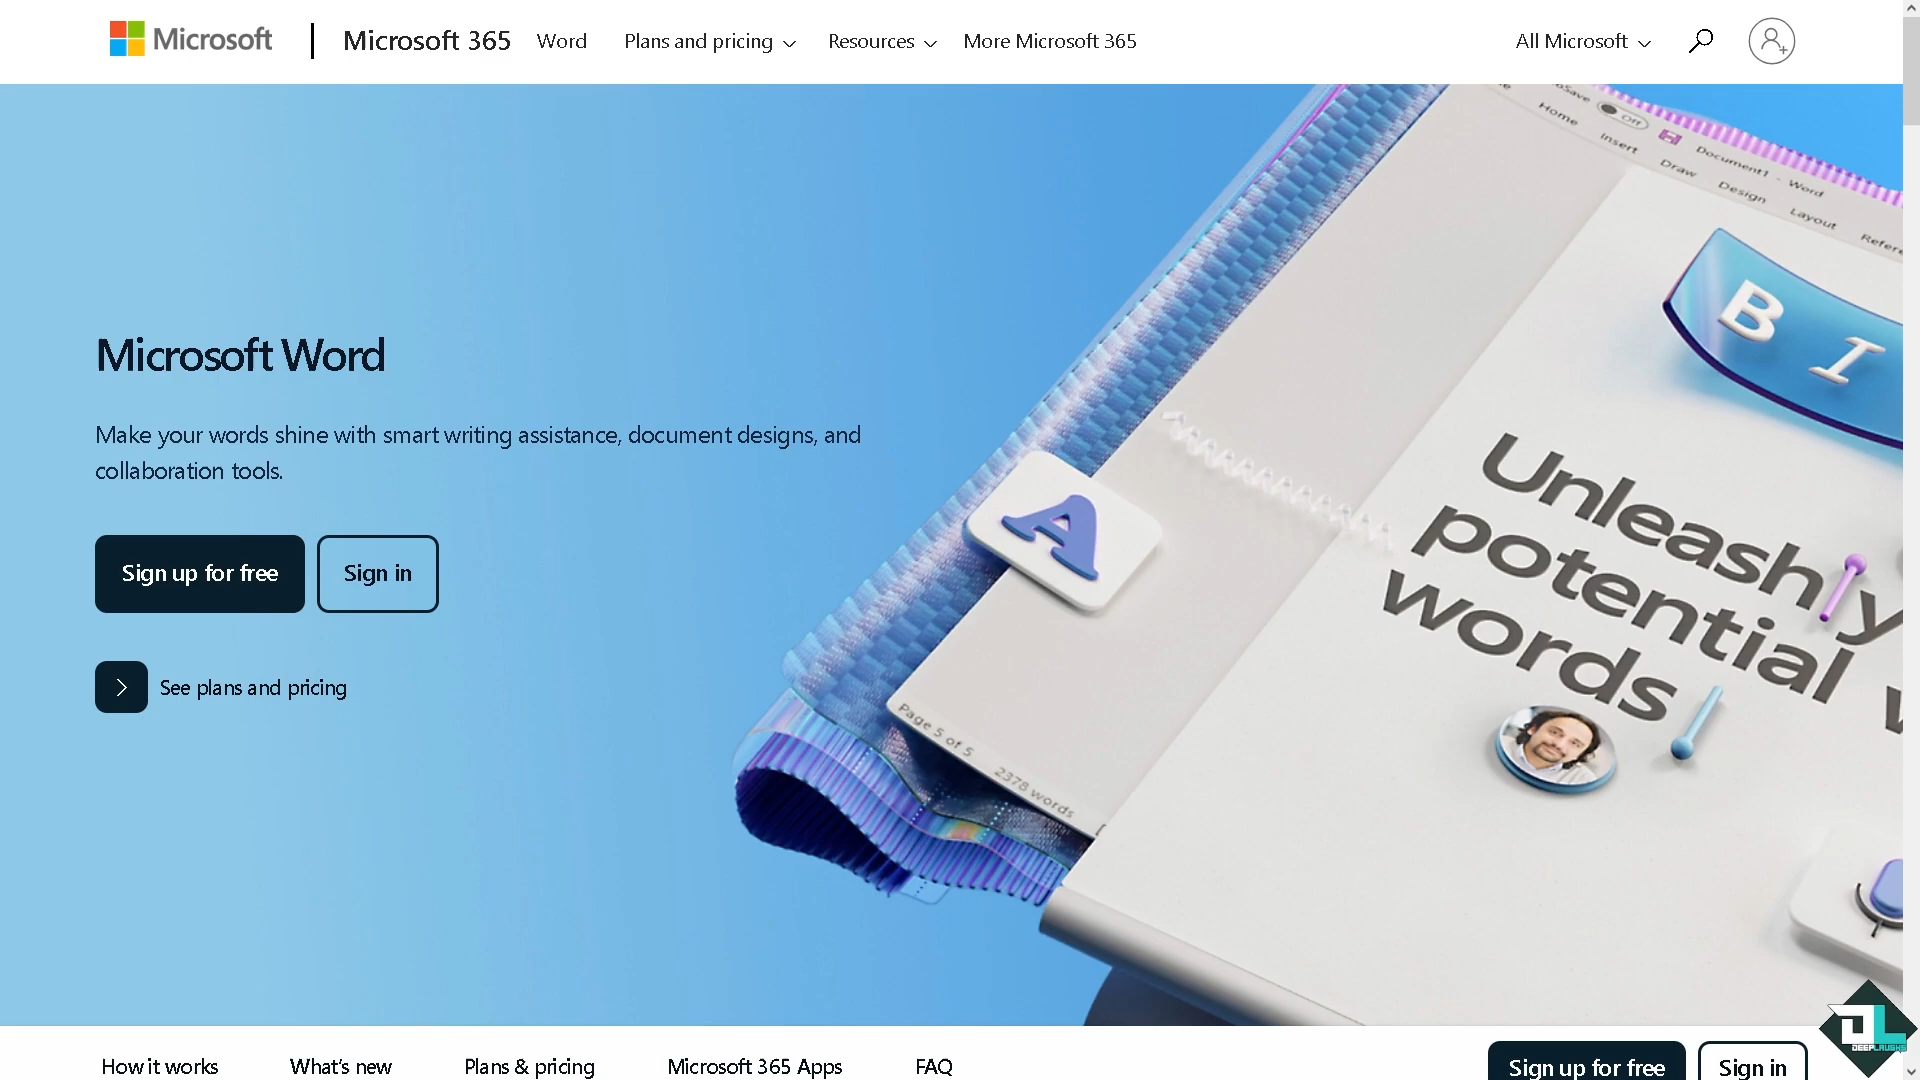 Microsoft
Microsoft 365
Word
Plans and pricing
Resources
More Microsoft 365
All Microsoft
Microsoft Word
Make your words shine with smart writing assistance, document designs, and
collaboration tools.
Sign up for free
Sign in
See plans and pricing
Off
Document1 - Word
Home
Insert
Draw
Design
Layout
B I
A
Unleash y
potential
words
Page 5 of 5
2378 words
How it works
What's new
Plans & pricing
Microsoft 365 Apps
FAQ
Sign up for free
Sign in
DL
DEEPLAUGHS